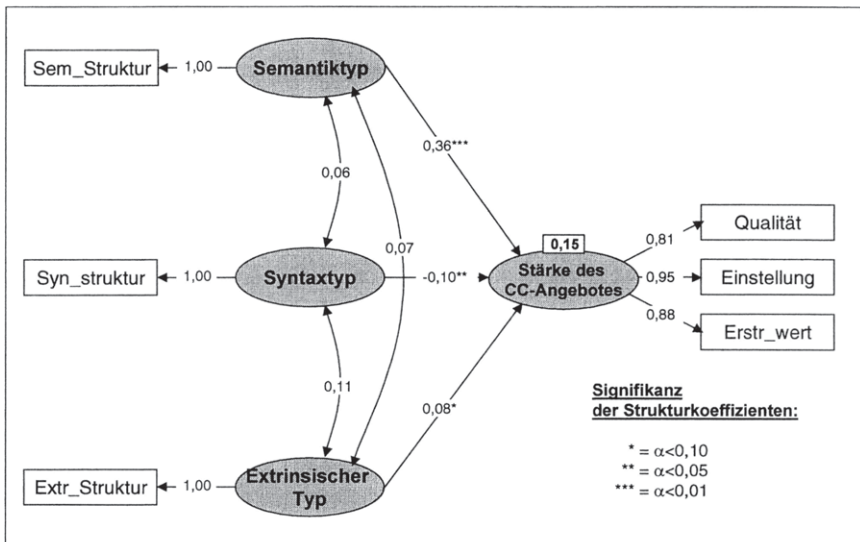 Sem_Struktur
1,00
Semantiktyp
0,36***
0,06
0,07
Syn_struktur
1,00
Syntaxtyp
-0,10**
0,15
Stärke des
CC-Angebotes
0,81
Qualität
0,95
Einstellung
0,88
Erstr_wert
0,11
0,08*
Extr_Struktur
1,00
Extrinsischer
Typ
Signifikanz
der Strukturkoeffizienten:
* = α<0,10
** = α<0,05
*** = α<0,01